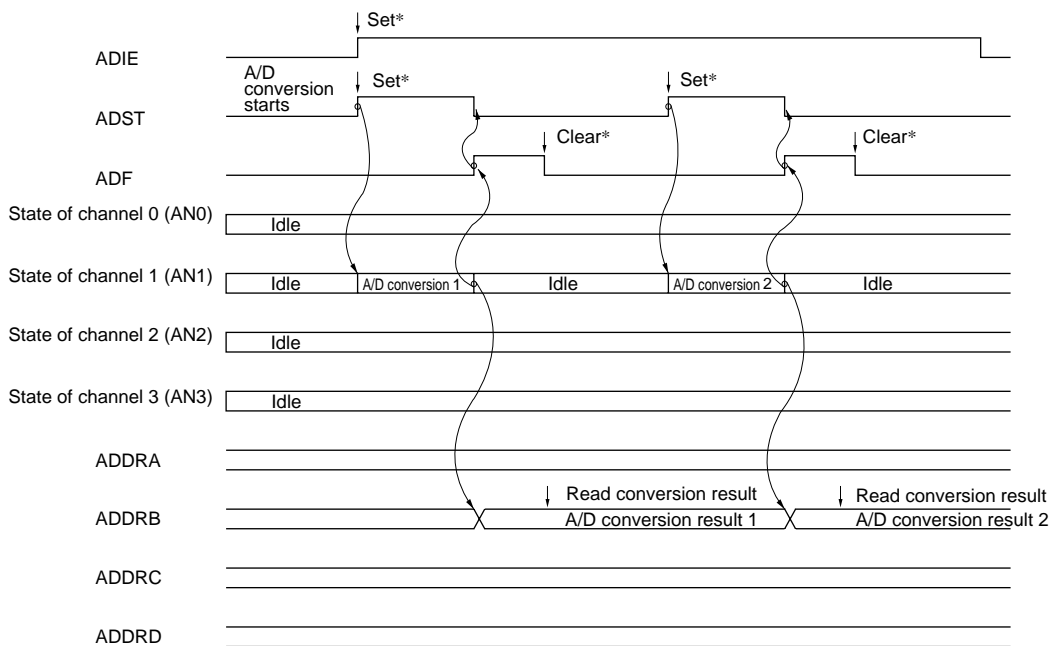 Set*
ADIE
A/D
conversion
starts
Set*
Set*
ADST
Clear*
Clear*
ADF
State of channel 0 (AN0)
Idle
State of channel 1 (AN1)
Idle
A/D conversion 1
Idle
A/D conversion 2
Idle
State of channel 2 (AN2)
Idle
State of channel 3 (AN3)
Idle
ADDRA
Read conversion result
Read conversion result
ADDRB
A/D conversion result 1
A/D conversion result 2
ADDRC
ADDRD